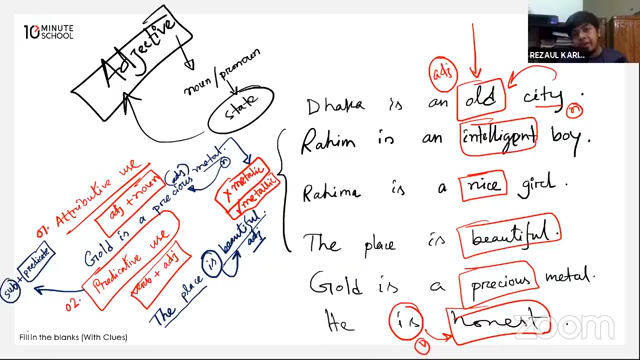 10 MINUTE
SCHOOL
REZAUL KARI...
Adjective
noun/pronoun
state
adj
Dhaka is an old city.
n
Rahim is an intelligent boy.
Rahima is a nice girl.
The place is beautiful.
Gold is a precious metal.
He is honest.
v
01. Attributive use
adj + noun
(adj)
n
Gold is a precious metal
x metalic
✓ metallic
Predicative use
02.
verb + adj
sub + predicate
The place is beautiful
adj
Fill in the blanks (With Clues)
zoom